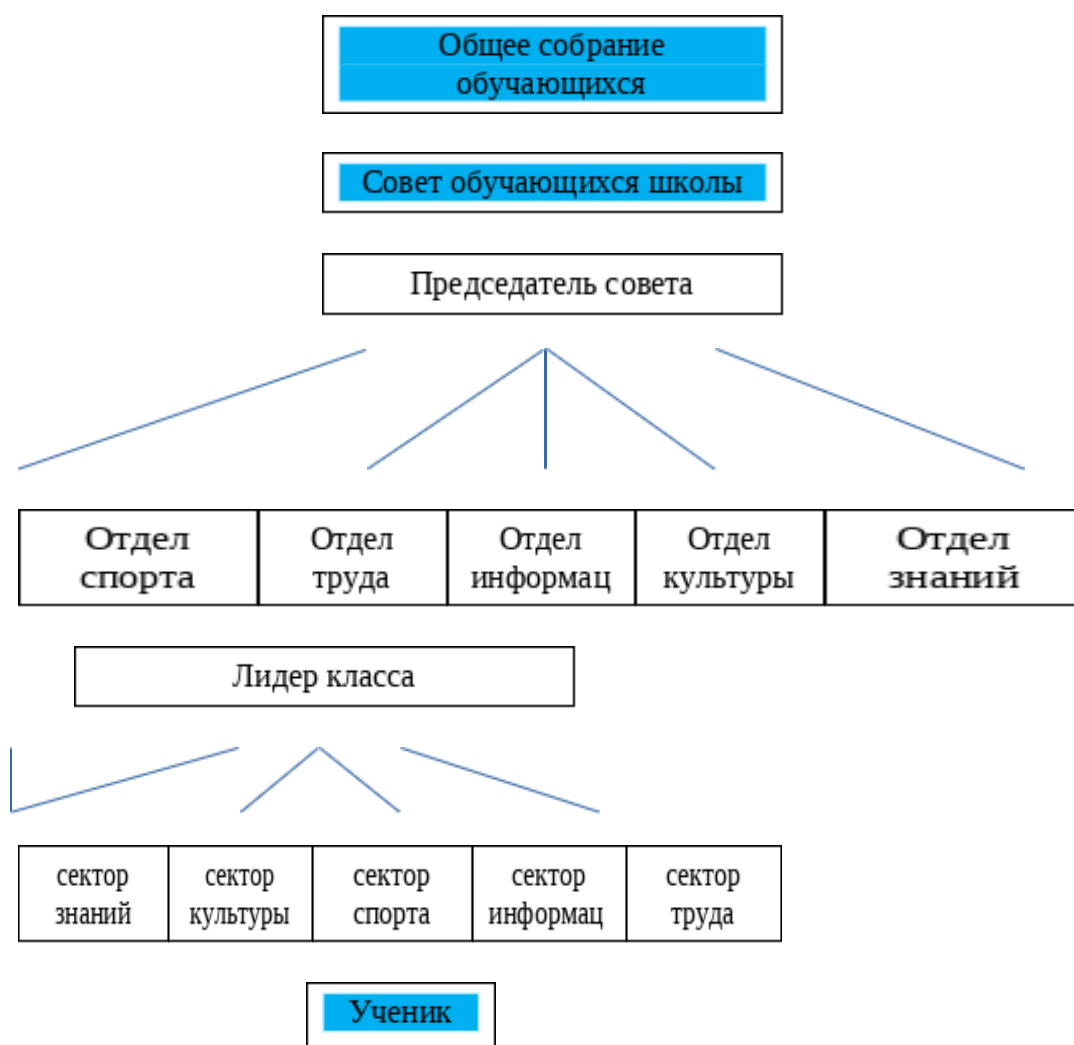 Общее собрание
обучающихся
Совет обучающихся школы
Председатель совета
Отдел
спорта
Отдел
труда
Отдел
информац
Отдел
культуры
Отдел
знаний
Лидер класса
сектор
знаний
сектор
культуры
сектор
спорта
сектор
информац
сектор
труда
Ученик